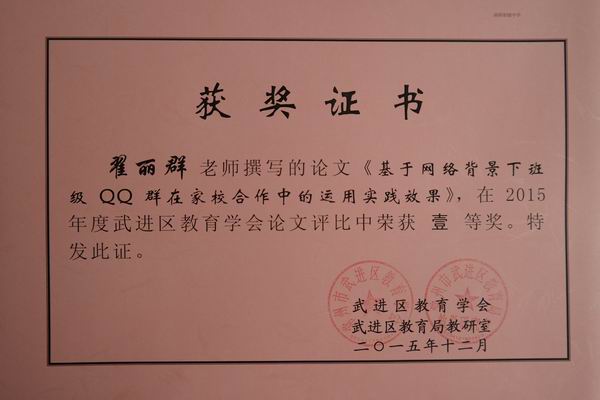 获奖证书
翟丽群 老师撰写的论文《基于网络背景下班
级 QQ 群在家校合作中的运用实践效果》，在 2015
年度武进区教育学会论文评比中荣获 壹 等奖。特
发此证。
武进区教育学会
武进区教育局教研室
二〇一五年十二月